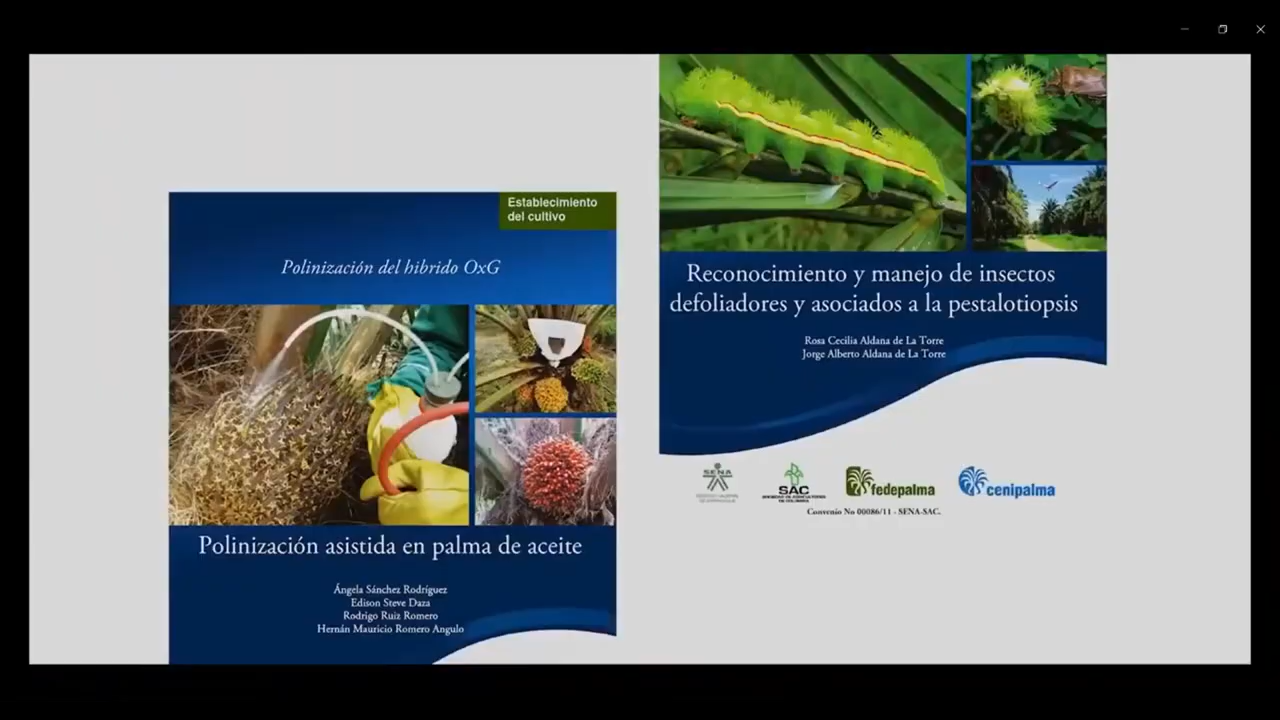 Establecimiento
del cultivo
Polinización del hibrido OxG
Polinización asistida en palma de aceite
Ángela Sánchez Rodríguez
Edison Steve Daza
Rodrigo Ruiz Romero
Hernán Mauricio Romero Angulo
Reconocimiento y manejo de insectos
defoliadores y asociados a la pestalotiopsis
Rosa Cecilia Aldana de La Torre
Jorge Alberto Aldana de La Torre
SENA
SAC
fedepalma
cenipalma
Convenio No 00086/11 - SENA-SAC.